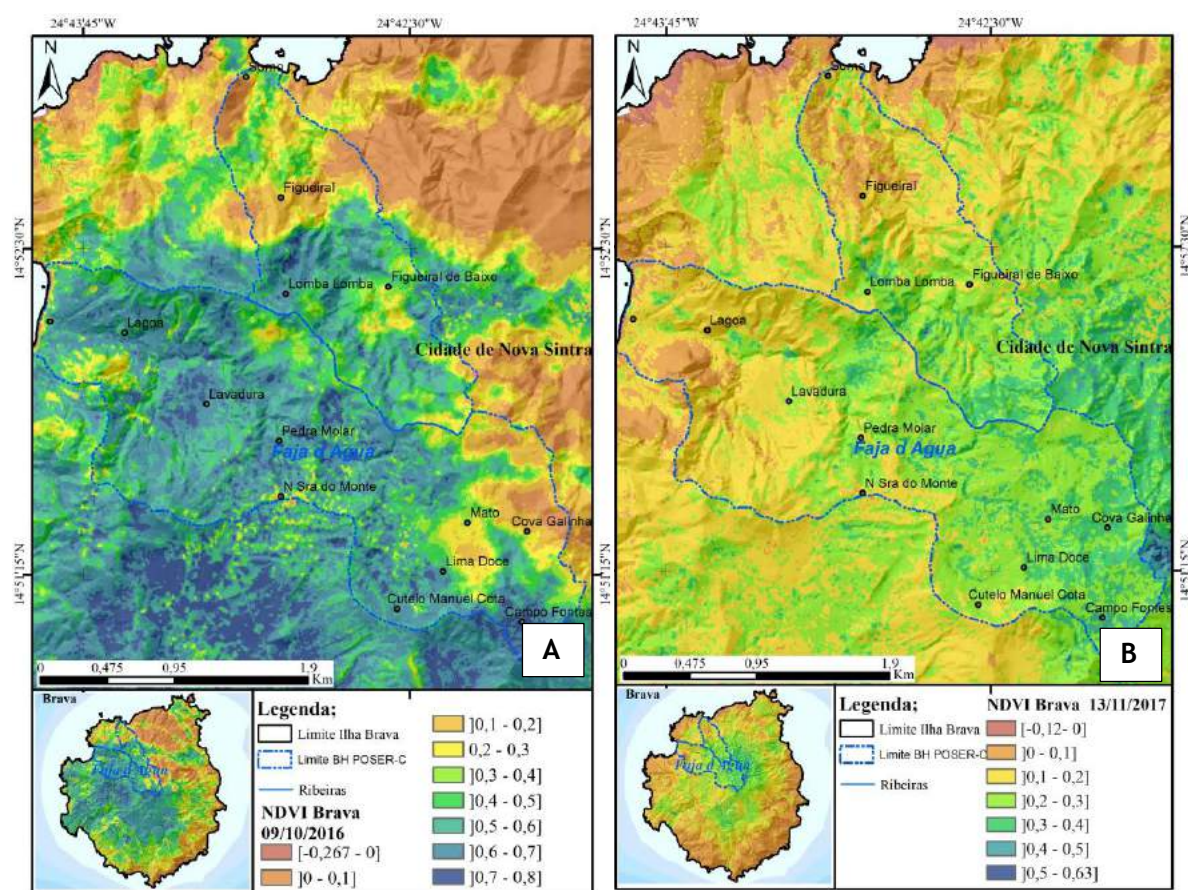 24°43'45"W
24°42'30"W
N
Sorno
Figueiral
14°52'30"N
Figueiral de Baixo
Lomba Lomba
Lagoa
Cidade de Nova Sintra
Lavadura
Pedra Molar
Faja d Agua
N Sra do Monte
Mato
Cova Galinha
14°51'15"N
Lima Doce
Cutelo Manuel Cota
Campo Fontes
A
0 0,475 0,95 1,9
Km
Brava
Faja d Agua
Legenda;
Limite Ilha Brava
Limite BH POSER-C
Ribeiras
NDVI Brava
09/10/2016
[-0,267 - 0]
]0 - 0,1]
]0,1 - 0,2]
0,2 - 0,3
]0,3 - 0,4]
]0,4 - 0,5]
]0,5 - 0,6]
]0,6 - 0,7]
]0,7 - 0,8]
24°43'45"W
24°42'30"W
N
Sorno
Figueiral
14°52'30"N
Figueiral de Baixo
Lomba Lomba
Lagoa
Cidade de Nova Sintra
Lavadura
Pedra Molar
Faja d Agua
N Sra do Monte
Mato
Cova Galinha
14°51'15"N
Lima Doce
Cutelo Manuel Cota
Campo Fontes
B
0 0,475 0,95 1,9
Km
Brava
Faja d Agua
Legenda;
Limite Ilha Brava
Limite BH POSER-C
Ribeiras
NDVI Brava 13/11/2017
[-0,12- 0]
]0 - 0,1]
]0,1 - 0,2]
]0,2 - 0,3]
]0,3 - 0,4]
]0,4 - 0,5]
]0,5 - 0,63]